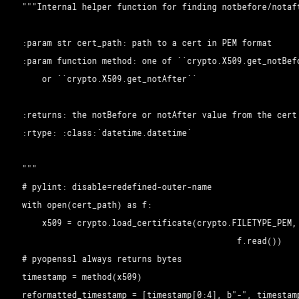 """Internal helper function for finding notbefore/notaft
:param str cert_path: path to a cert in PEM format
:param function method: one of ``crypto.X509.get_notBefo
or ``crypto.X509.get_notAfter``
:returns: the notBefore or notAfter value from the cert
:rtype: :class:`datetime.datetime`
"""
# pylint: disable=redefined-outer-name
with open(cert_path) as f:
x509 = crypto.load_certificate(crypto.FILETYPE_PEM,
f.read())
# pyopenssl always returns bytes
timestamp = method(x509)
reformatted_timestamp = [timestamp[0:4], b"-", timestamp